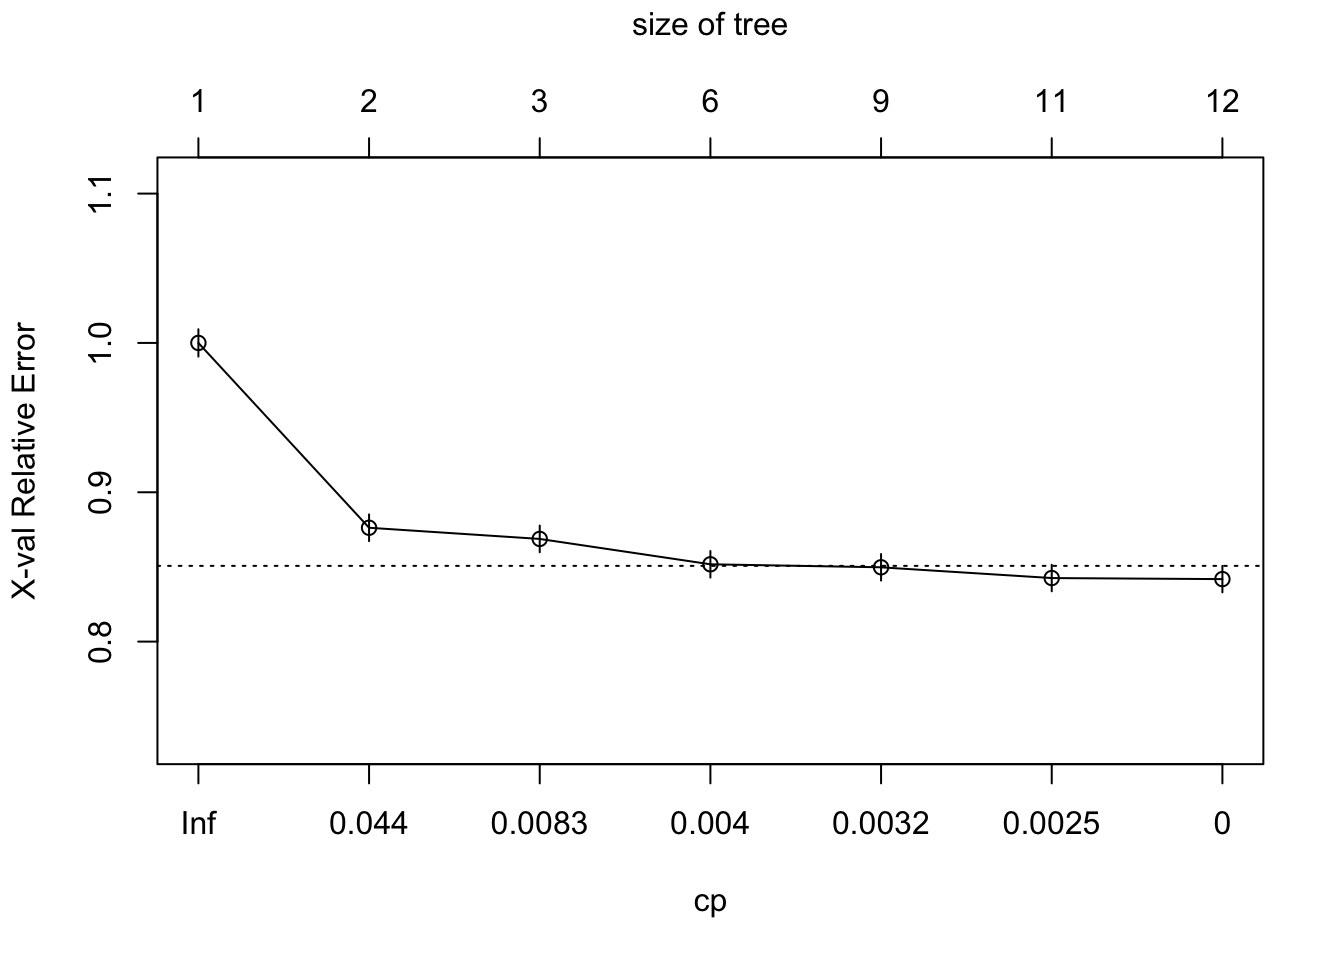 size of tree
1 2 3 6 9 11 12
X-val Relative Error
1.1
1.0
0.9
0.8
Inf 0.044 0.0083 0.004 0.0032 0.0025 0
cp